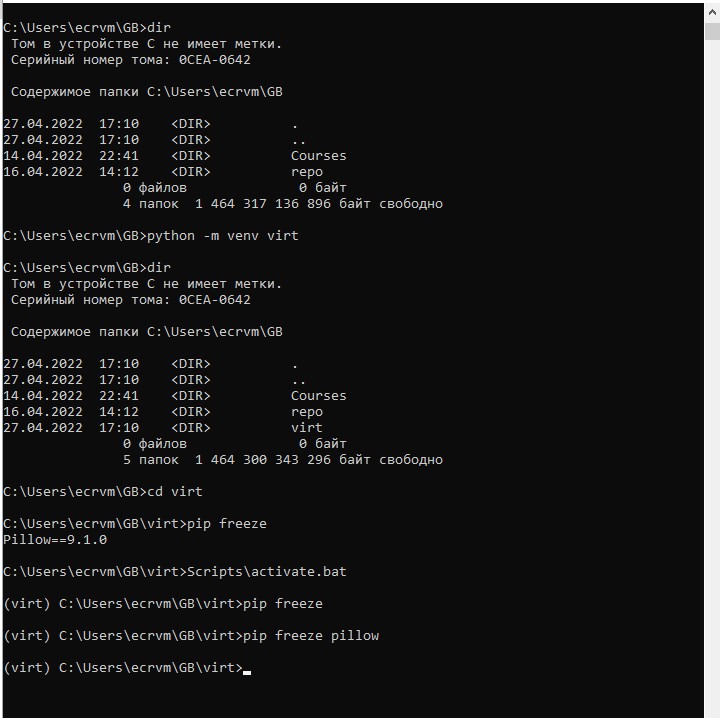 C:\Users\ecrvm\GB>dir
 Том в устройстве C не имеет метки.
 Серийный номер тома: 0CEA-0642

 Содержимое папки C:\Users\ecrvm\GB

27.04.2022  17:10    <DIR>          .
27.04.2022  17:10    <DIR>          ..
14.04.2022  22:41    <DIR>          Courses
16.04.2022  14:12    <DIR>          repo
               0 файлов              0 байт
               4 папок  1 464 317 136 896 байт свободно

C:\Users\ecrvm\GB>python -m venv virt

C:\Users\ecrvm\GB>dir
 Том в устройстве C не имеет метки.
 Серийный номер тома: 0CEA-0642

 Содержимое папки C:\Users\ecrvm\GB

27.04.2022  17:10    <DIR>          .
27.04.2022  17:10    <DIR>          ..
14.04.2022  22:41    <DIR>          Courses
16.04.2022  14:12    <DIR>          repo
27.04.2022  17:10    <DIR>          virt
               0 файлов              0 байт
               5 папок  1 464 300 343 296 байт свободно

C:\Users\ecrvm\GB>cd virt

C:\Users\ecrvm\GB\virt>pip freeze
Pillow==9.1.0

C:\Users\ecrvm\GB\virt>Scripts\activate.bat

(virt) C:\Users\ecrvm\GB\virt>pip freeze

(virt) C:\Users\ecrvm\GB\virt>pip freeze pillow

(virt) C:\Users\ecrvm\GB\virt>